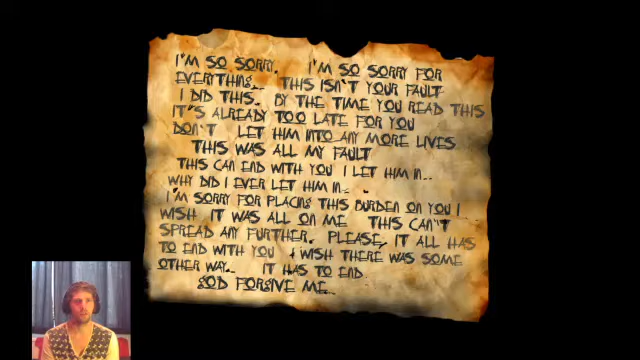 I'M SO SORRY. I'M SO SORRY FOR
EVERYTHING.. THIS ISN'T YOUR FAULT
I DID THIS. BY THE TIME YOU READ THIS
IT'S ALREADY TOO LATE FOR YOU
DON'T LET HIM INTO ANY MORE LIVES
THIS WAS ALL MY FAULT
THIS CAN END WITH YOU I LET HIM IN..
WHY DID I EVER LET HIM IN..
I'M SORRY FOR PLACING THIS BURDEN ON YOU I
WISH IT WAS ALL ON ME THIS CAN'T
SPREAD ANY FURTHER. PLEASE, IT ALL HAS
TO END WITH YOU I WISH THERE WAS SOME
OTHER WAY.. IT HAS TO END
GOD FORGIVE ME..